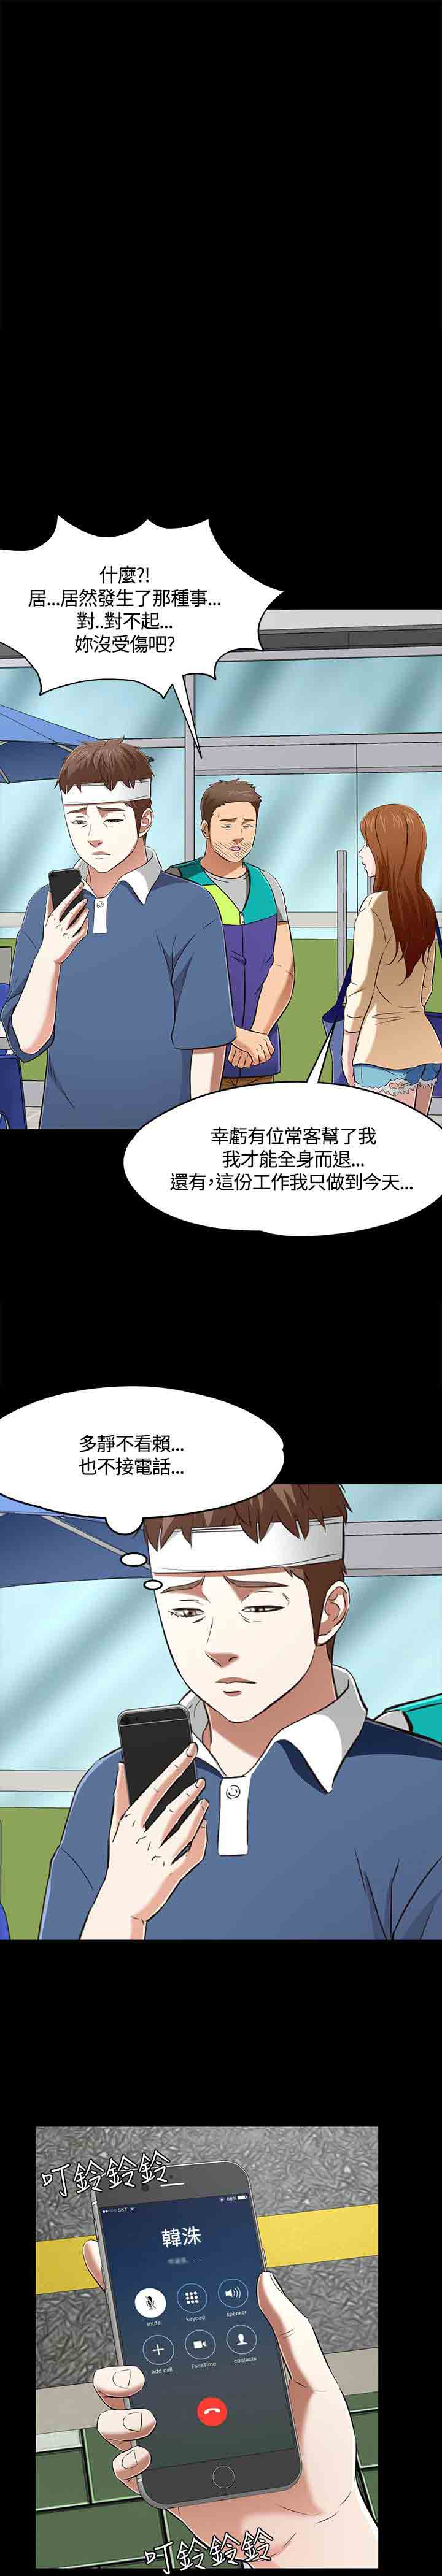 什麼?!
居...居然發生了那種事...
對..對不起...
妳沒受傷吧?
幸虧有位常客幫了我
我才能全身而退...
還有,這份工作我只做到今天...
多靜不看賴...
也不接電話...
叮鈴鈴鈴
SKT 86%
韓洙
mute keypad speaker
add call FaceTime contacts
叮鈴鈴鈴